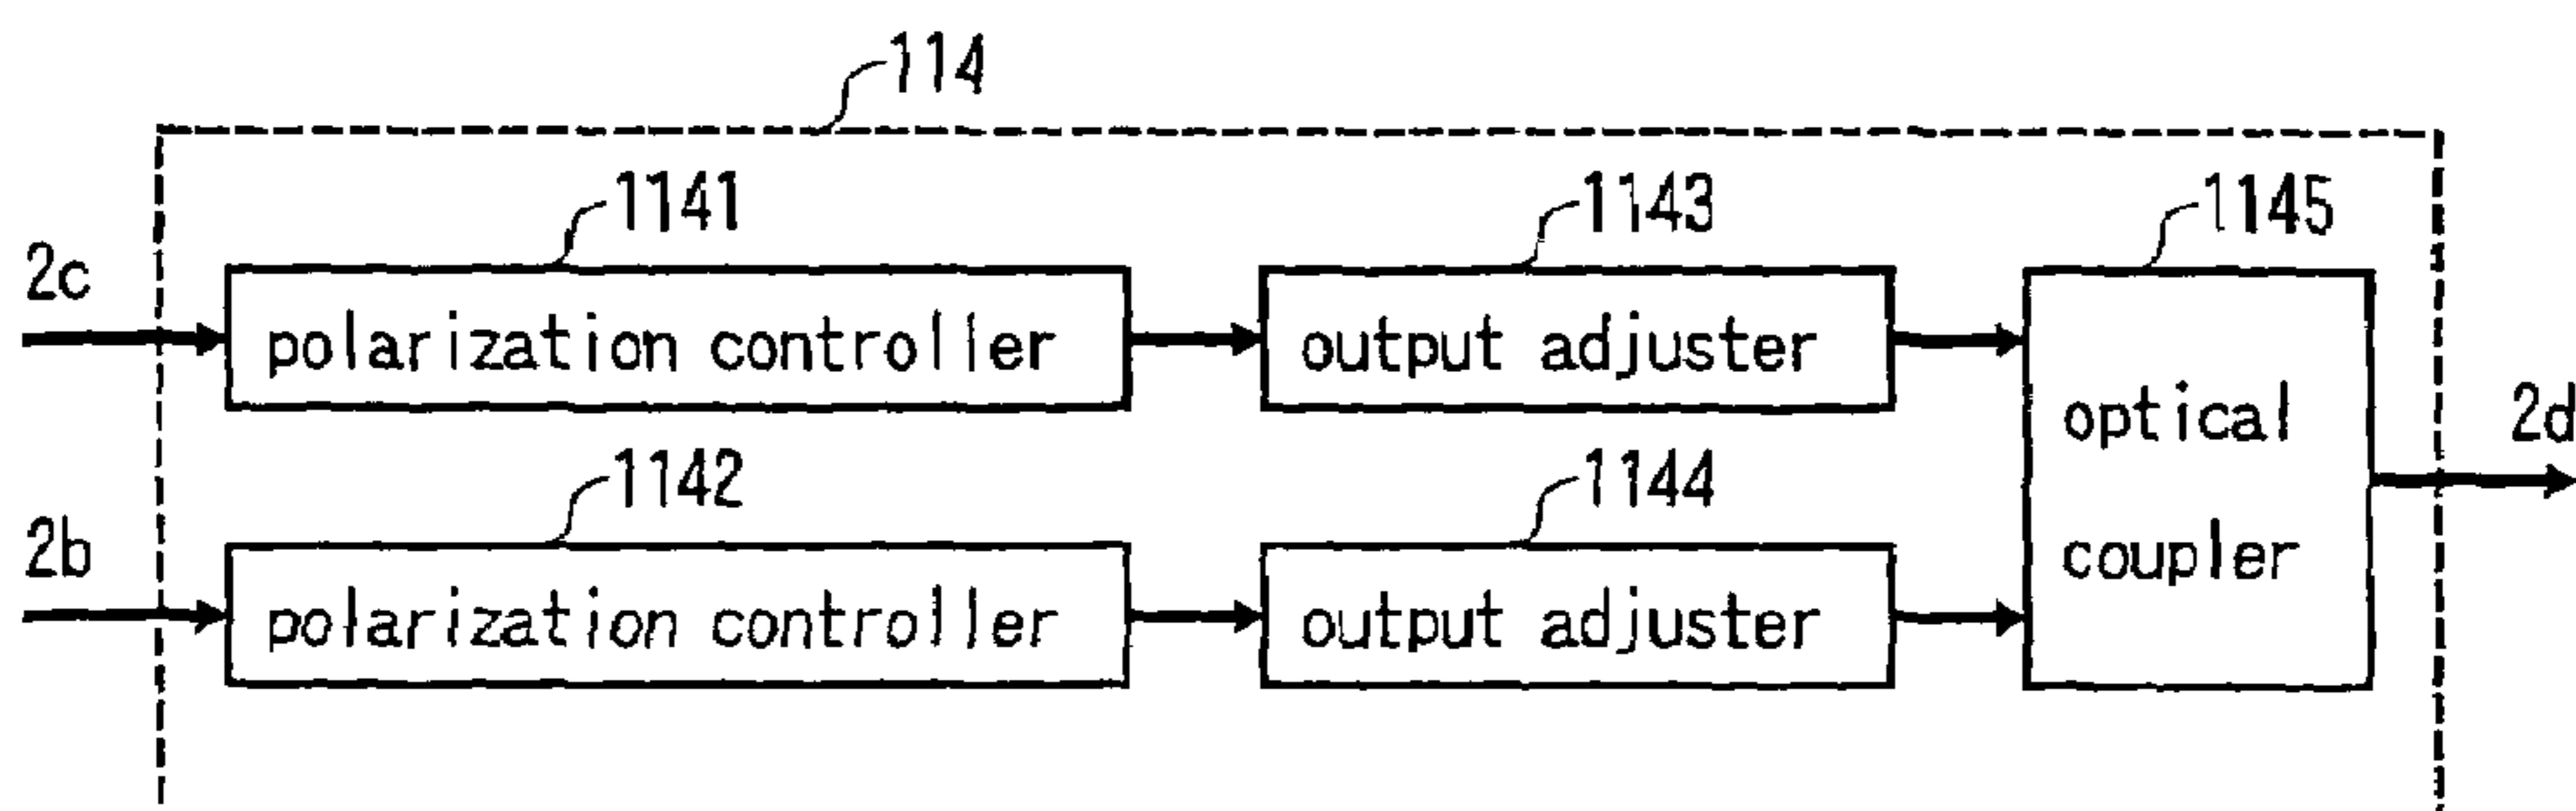 114
1141
1143
1145
2c
polarization controller
output adjuster
optical
coupler
2d
1142
1144
2b
polarization controller
output adjuster